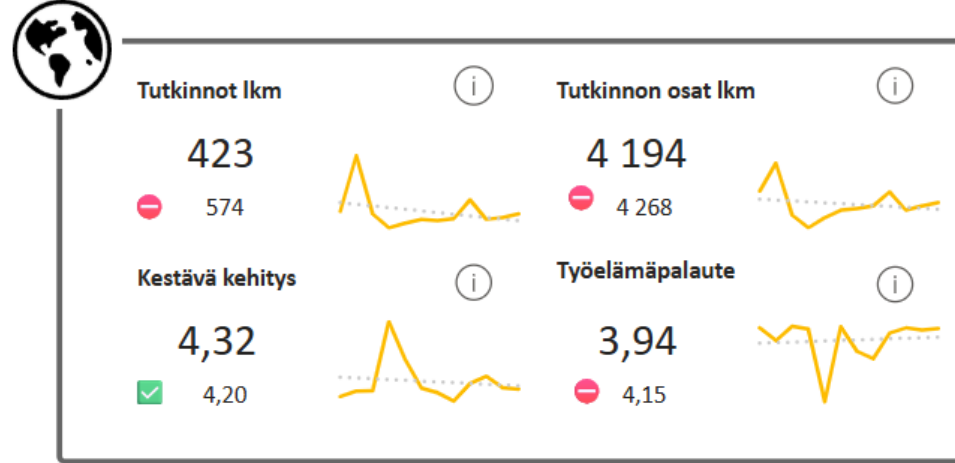 Tutkinnot lkm
423
574
Tutkinnon osat lkm
4 194
4 268
Kestävä kehitys
4,32
4,20
Työelämäpalaute
3,94
4,15